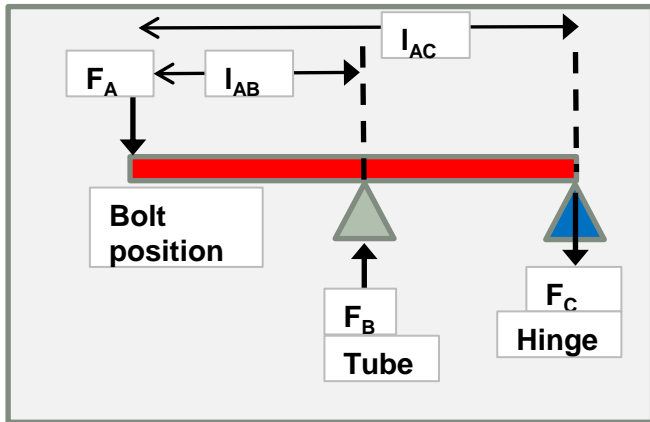 l_AC
F_A
l_AB
Bolt
position
F_B
Tube
F_C
Hinge